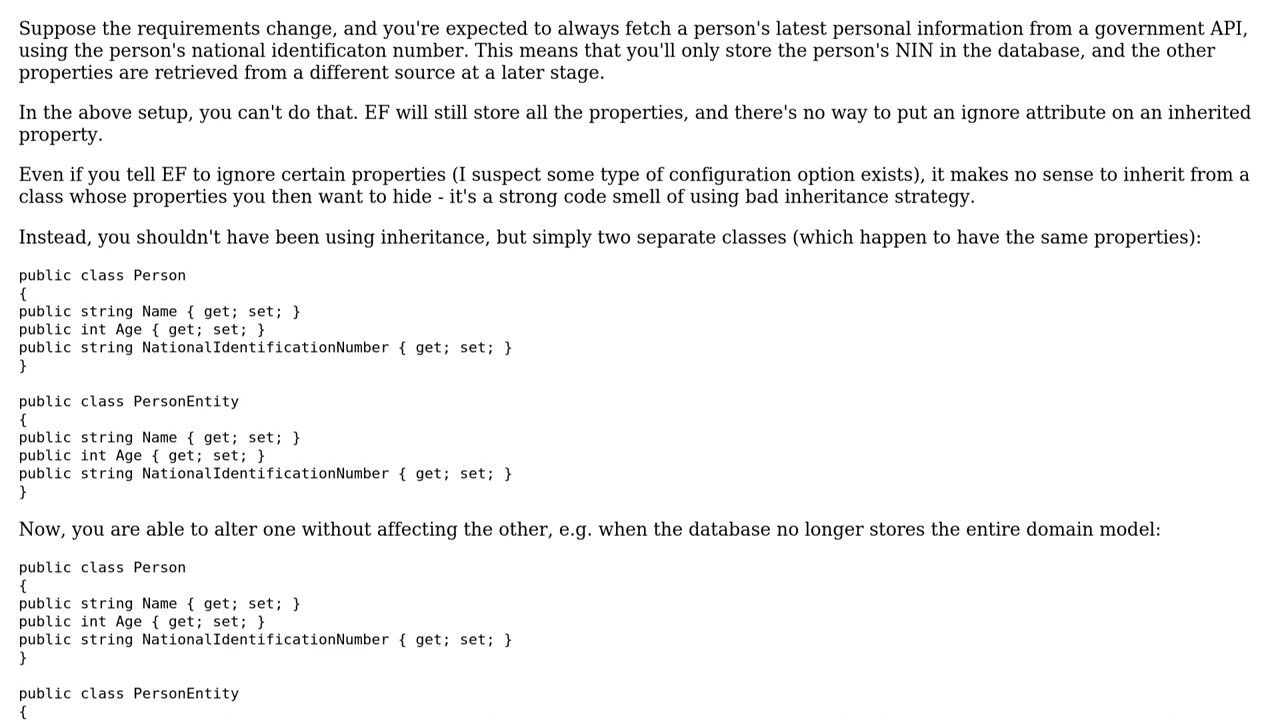 Suppose the requirements change, and you're expected to always fetch a person's latest personal information from a government API,
using the person's national identificaton number. This means that you'll only store the person's NIN in the database, and the other
properties are retrieved from a different source at a later stage.
In the above setup, you can't do that. EF will still store all the properties, and there's no way to put an ignore attribute on an inherited
property.
Even if you tell EF to ignore certain properties (I suspect some type of configuration option exists), it makes no sense to inherit from a
class whose properties you then want to hide - it's a strong code smell of using bad inheritance strategy.
Instead, you shouldn't have been using inheritance, but simply two separate classes (which happen to have the same properties):
public class Person
{
public string Name { get; set; }
public int Age { get; set; }
public string NationalIdentificationNumber { get; set; }
}
public class PersonEntity
{
public string Name { get; set; }
public int Age { get; set; }
public string NationalIdentificationNumber { get; set; }
}
Now, you are able to alter one without affecting the other, e.g. when the database no longer stores the entire domain model:
public class Person
{
public string Name { get; set; }
public int Age { get; set; }
public string NationalIdentificationNumber { get; set; }
}
public class PersonEntity
{